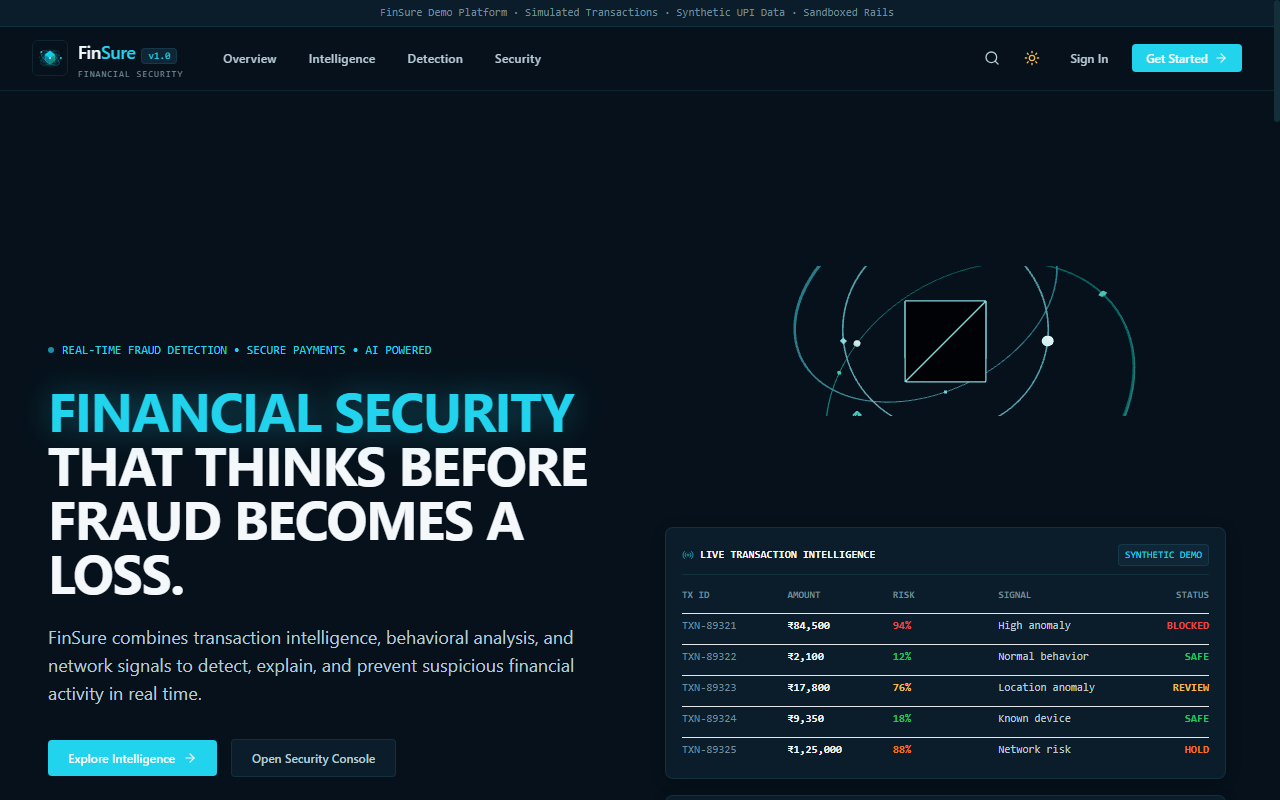 FinSure Demo Platform · Simulated Transactions · Synthetic UPI Data · Sandboxed Rails
FinSure v1.0
FINANCIAL SECURITY
Overview Intelligence Detection Security
Sign In
Get Started →
• REAL-TIME FRAUD DETECTION • SECURE PAYMENTS • AI POWERED
FINANCIAL SECURITY
THAT THINKS BEFORE
FRAUD BECOMES A
LOSS.
FinSure combines transaction intelligence, behavioral analysis, and
network signals to detect, explain, and prevent suspicious financial
activity in real time.
Explore Intelligence →
Open Security Console
LIVE TRANSACTION INTELLIGENCE SYNTHETIC DEMO
TX ID AMOUNT RISK SIGNAL STATUS
TXN-89321 ₹84,500 94% High anomaly BLOCKED
TXN-89322 ₹2,100 12% Normal behavior SAFE
TXN-89323 ₹17,800 76% Location anomaly REVIEW
TXN-89324 ₹9,350 18% Known device SAFE
TXN-89325 ₹1,25,000 88% Network risk HOLD